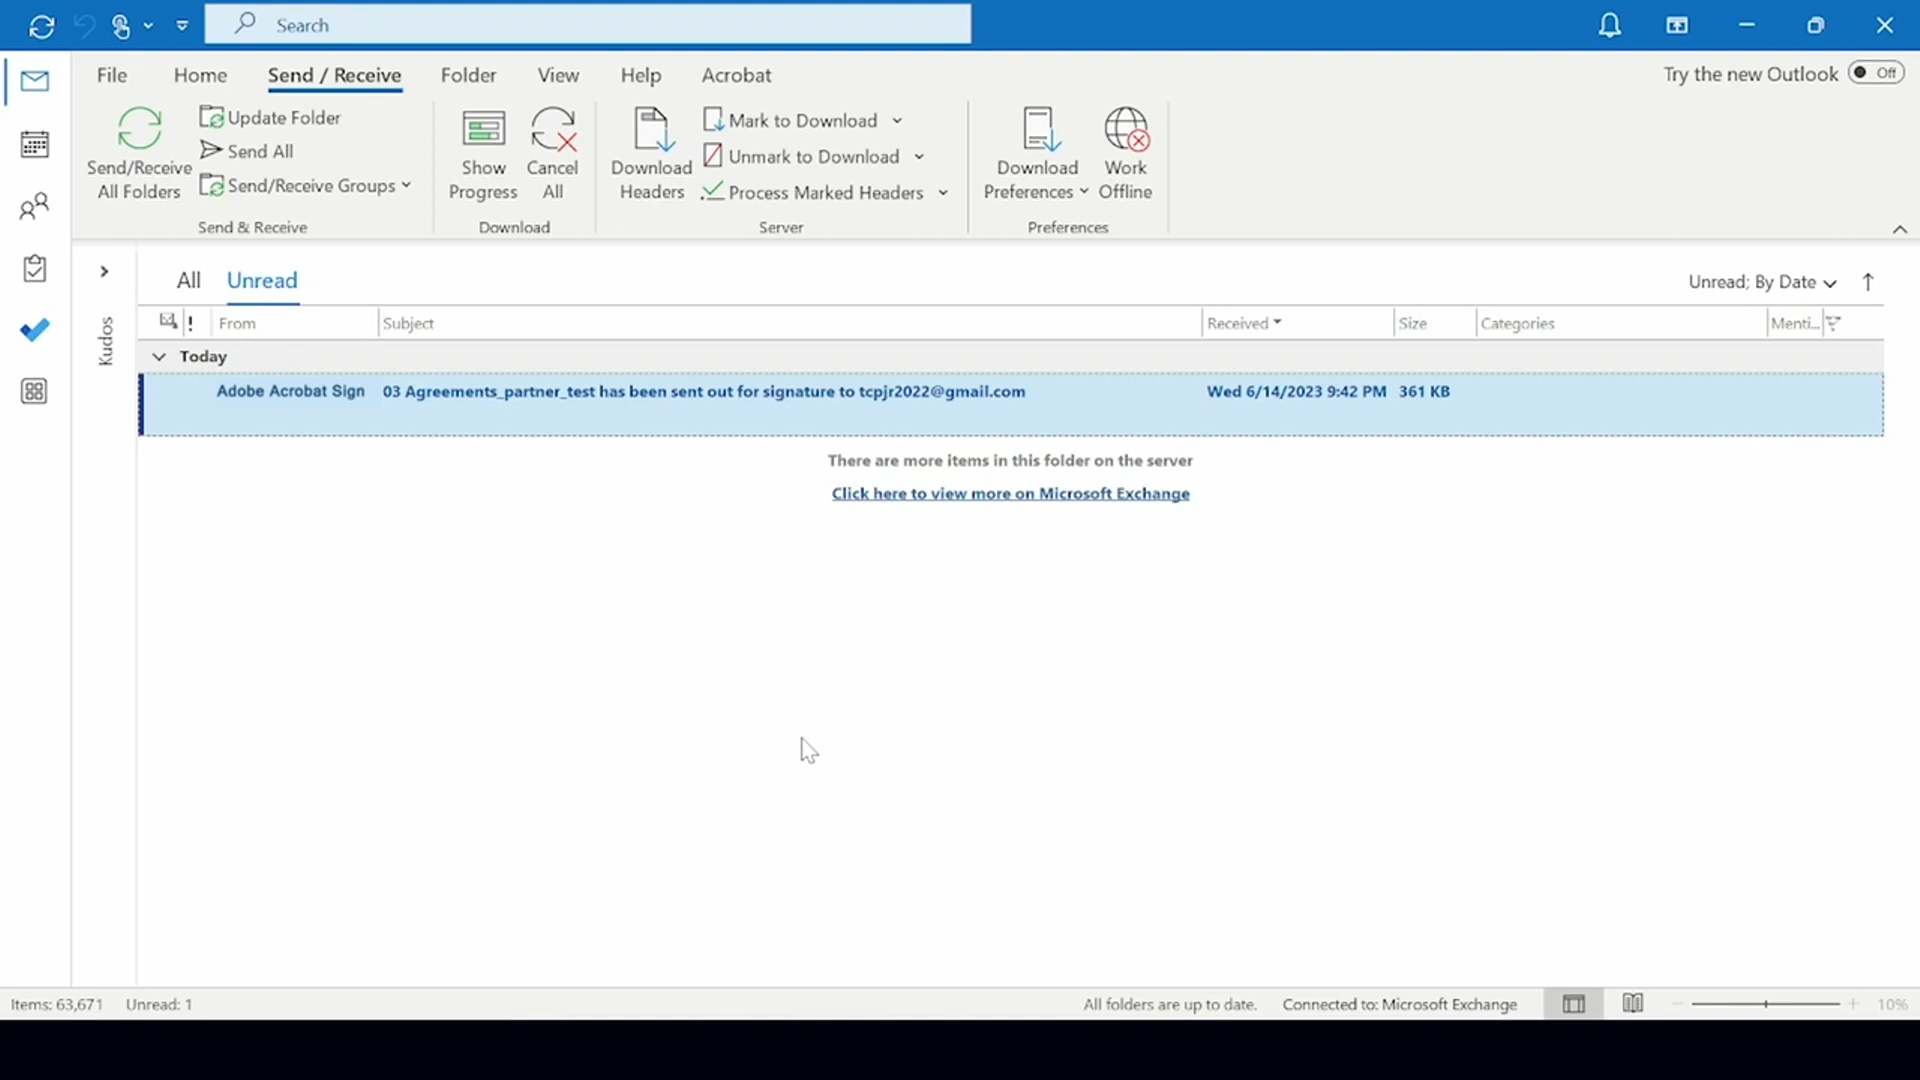 Search
File Home Send / Receive Folder View Help Acrobat
Try the new Outlook Off
Send/Receive All Folders
Update Folder
Send All
Send/Receive Groups
Send & Receive
Show Progress
Cancel All
Download
Download Headers
Mark to Download
Unmark to Download
Process Marked Headers
Server
Download Preferences
Work Offline
Preferences
Kudos
All Unread
Unread; By Date
! From Subject Received Size Categories Menti...
Today
Adobe Acrobat Sign 03 Agreements_partner_test has been sent out for signature to tcpjr2022@gmail.com Wed 6/14/2023 9:42 PM 361 KB
There are more items in this folder on the server
Click here to view more on Microsoft Exchange
Items: 63,671 Unread: 1 All folders are up to date. Connected to: Microsoft Exchange 10%